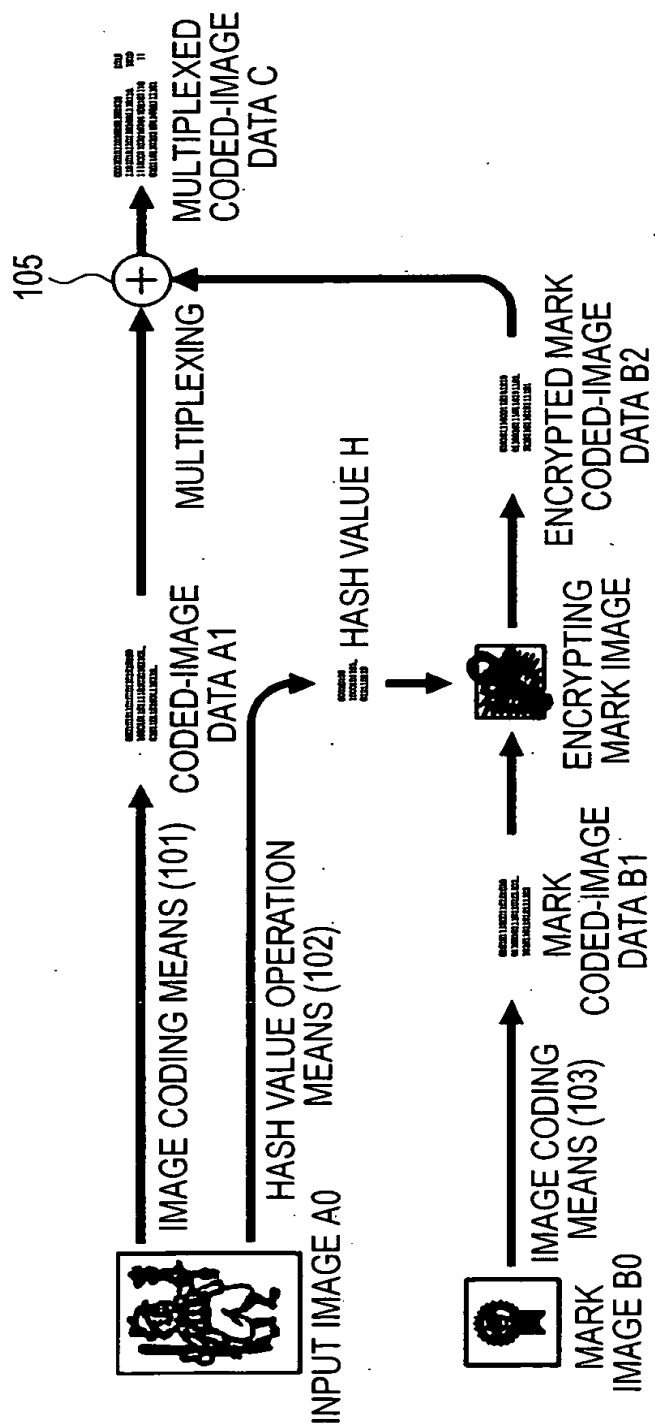 INPUT IMAGE A0
IMAGE CODING MEANS (101)
CODED-IMAGE
DATA A1
MULTIPLEXING
105
+
MULTIPLEXED
CODED-IMAGE
DATA C
HASH VALUE OPERATION
MEANS (102)
HASH VALUE H
MARK
IMAGE B0
IMAGE CODING
MEANS (103)
MARK
CODED-IMAGE
DATA B1
ENCRYPTING
MARK IMAGE
ENCRYPTED MARK
CODED-IMAGE
DATA B2